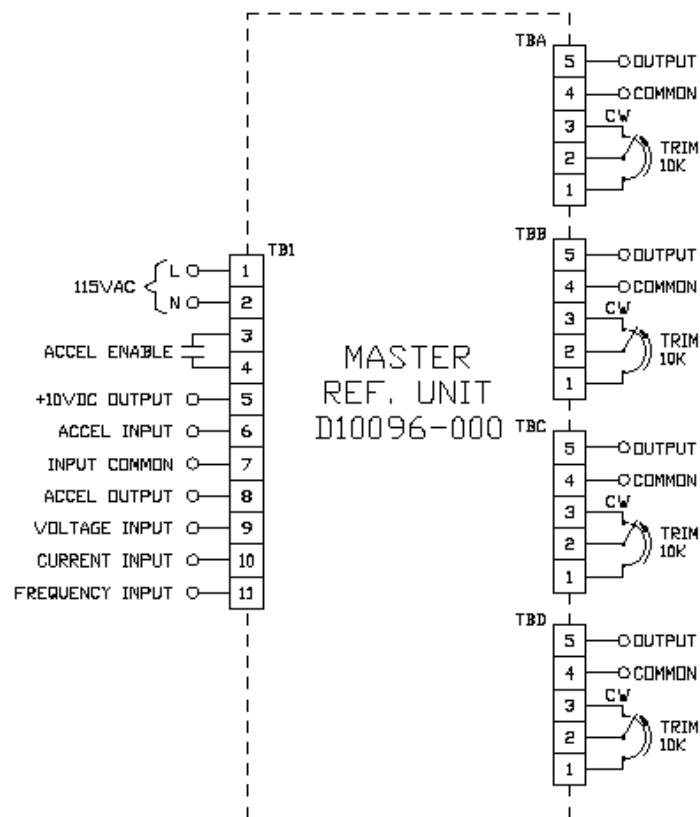 TBA
5 OUTPUT
4 COMMON
3 CW
2 TRIM
10K
1
TBB
5 OUTPUT
4 COMMON
3 CW
2 TRIM
10K
1
TB1
115VAC
L 1
N 2
3
ACCEL ENABLE
4
+10VDC OUTPUT 5
ACCEL INPUT 6
INPUT COMMON 7
ACCEL OUTPUT 8
VOLTAGE INPUT 9
CURRENT INPUT 10
FREQUENCY INPUT 11
MASTER
REF. UNIT
D10096-000
TBC
5 OUTPUT
4 COMMON
3 CW
2 TRIM
10K
1
TBD
5 OUTPUT
4 COMMON
3 CW
2 TRIM
10K
1